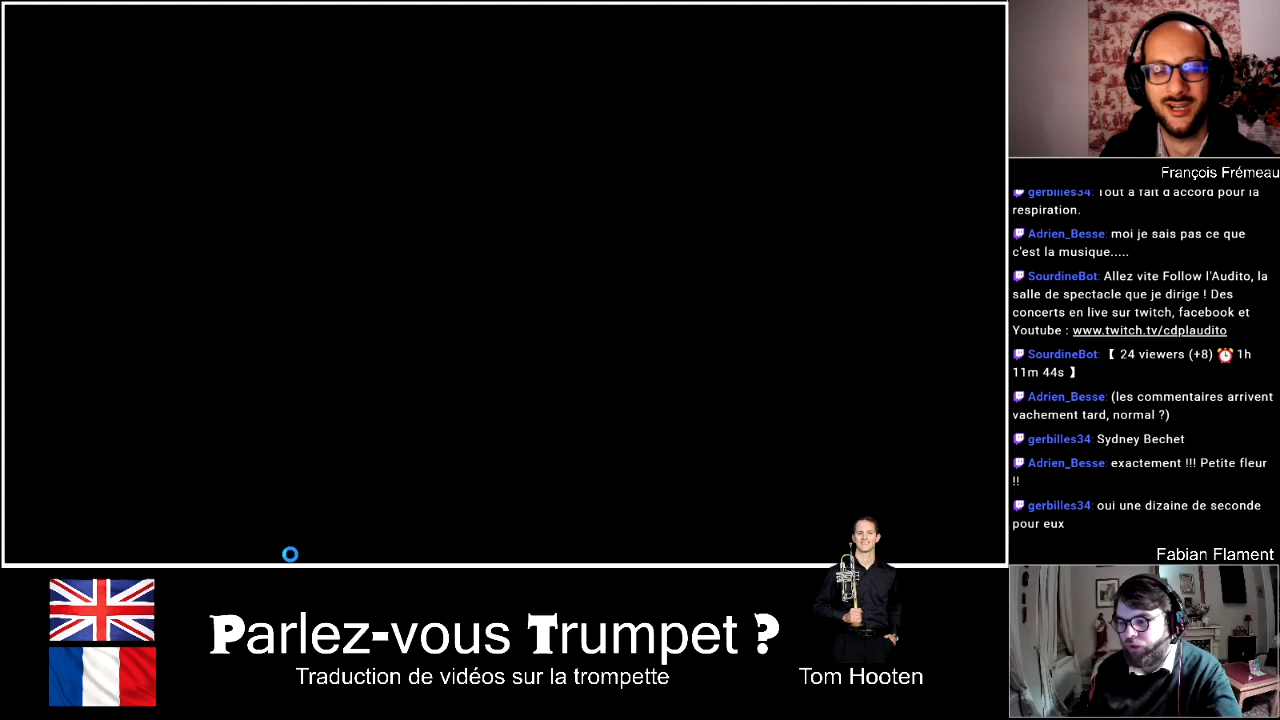 François Frémeau
gerbilles34: Tout à fait d'accord pour la
respiration.
Adrien_Besse: moi je sais pas ce que
c'est la musique.....
SourdineBot: Allez vite Follow l'Audito, la
salle de spectacle que je dirige ! Des
concerts en live sur twitch, facebook et
Youtube : www.twitch.tv/cdplaudito
SourdineBot: 【 24 viewers (+8) ⏰ 1h
11m 44s 】
Adrien_Besse: (les commentaires arrivent
vachement tard, normal ?)
gerbilles34: Sydney Bechet
Adrien_Besse: exactement !!! Petite fleur
!!
gerbilles34: oui une dizaine de seconde
pour eux
Fabian Flament
Parlez-vous Trumpet ?
Traduction de vidéos sur la trompette
Tom Hooten